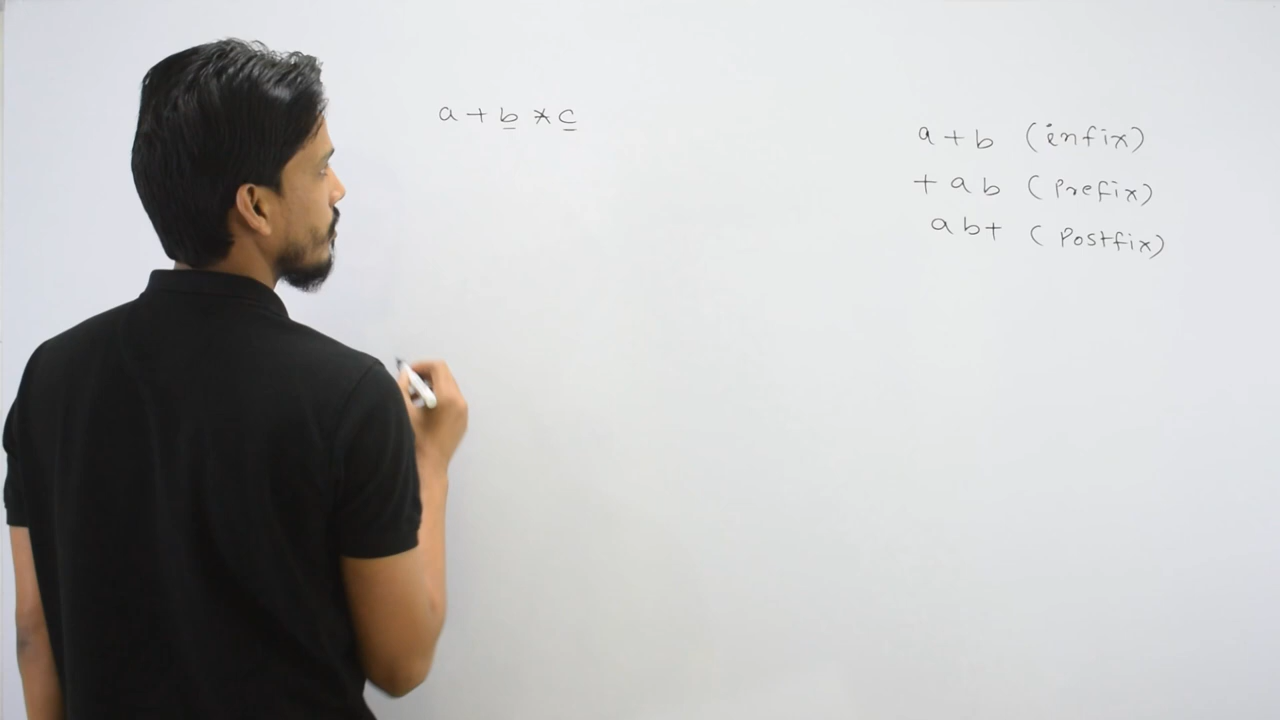 a + b * c
a + b (infix)
+ a b (Prefix)
a b + (Postfix)